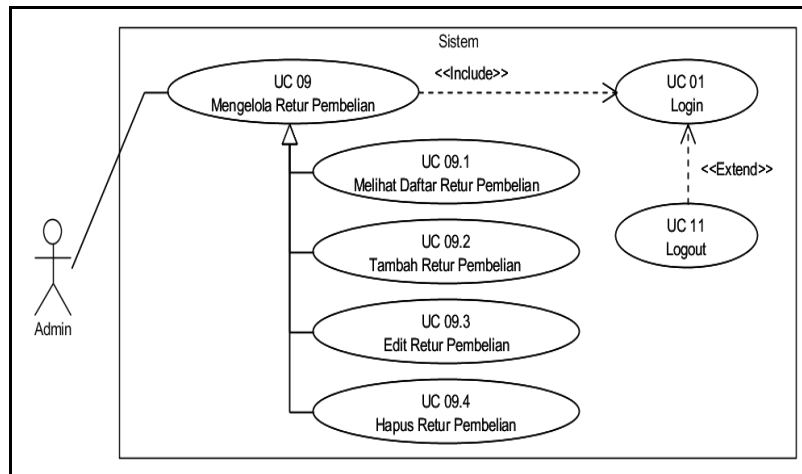 Sistem
UC 09
Mengelola Retur Pembelian
<<Include>>
UC 01
Login
UC 09.1
Melihat Daftar Retur Pembelian
<<Extend>>
UC 09.2
Tambah Retur Pembelian
UC 11
Logout
UC 09.3
Edit Retur Pembelian
Admin
UC 09.4
Hapus Retur Pembelian